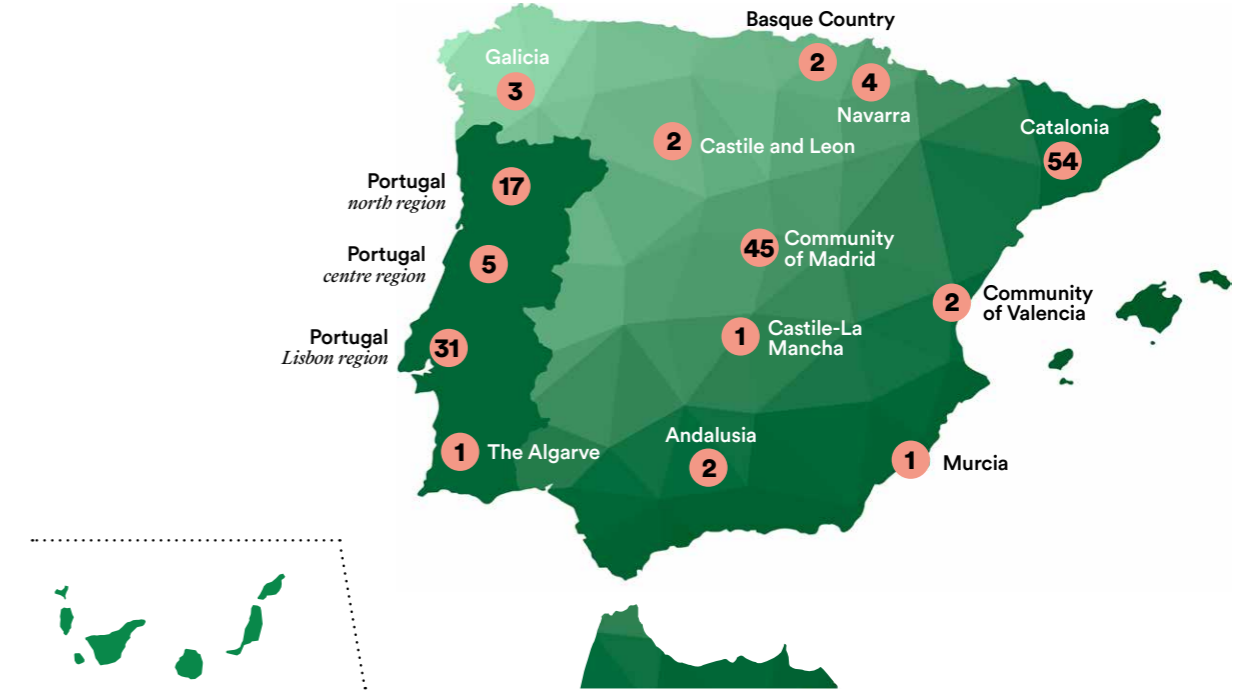 Basque Country
2
Galicia
3
4
Navarra
Catalonia
54
2
Castile and Leon
Portugal
north region
17
45
Community
of Madrid
Portugal
centre region
5
2
Community
of Valencia
1
Castile-La
Mancha
Portugal
Lisbon region
31
Andalusia
2
1
The Algarve
1
Murcia